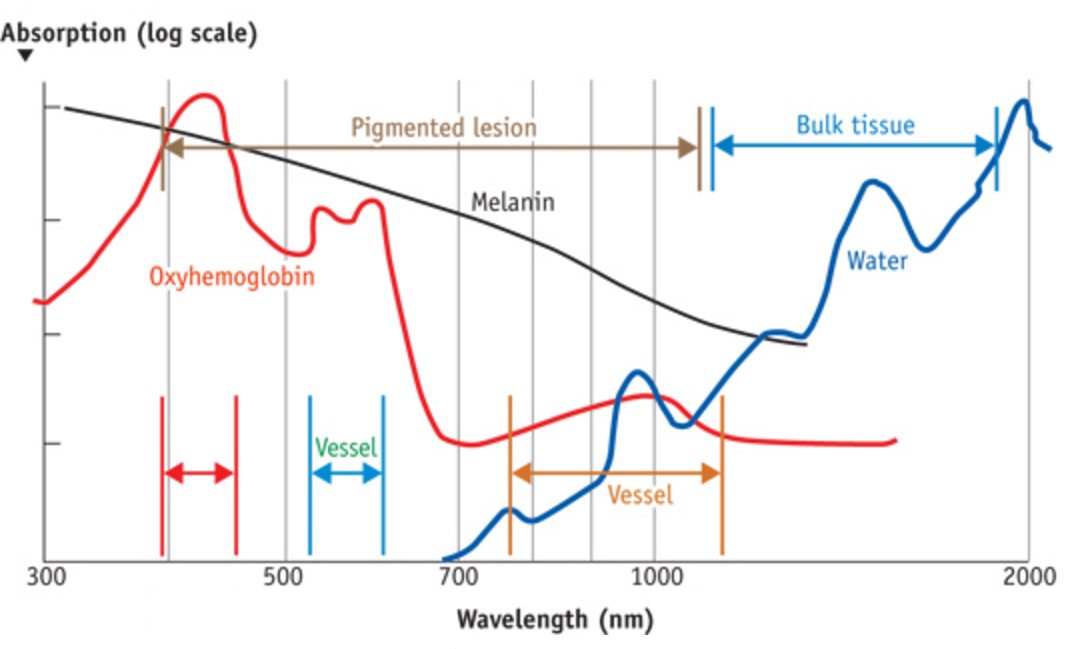 Absorption (log scale)
Pigmented lesion
Bulk tissue
Melanin
Water
Oxyhemoglobin
Vessel
Vessel
300 500 700 1000 2000
Wavelength (nm)